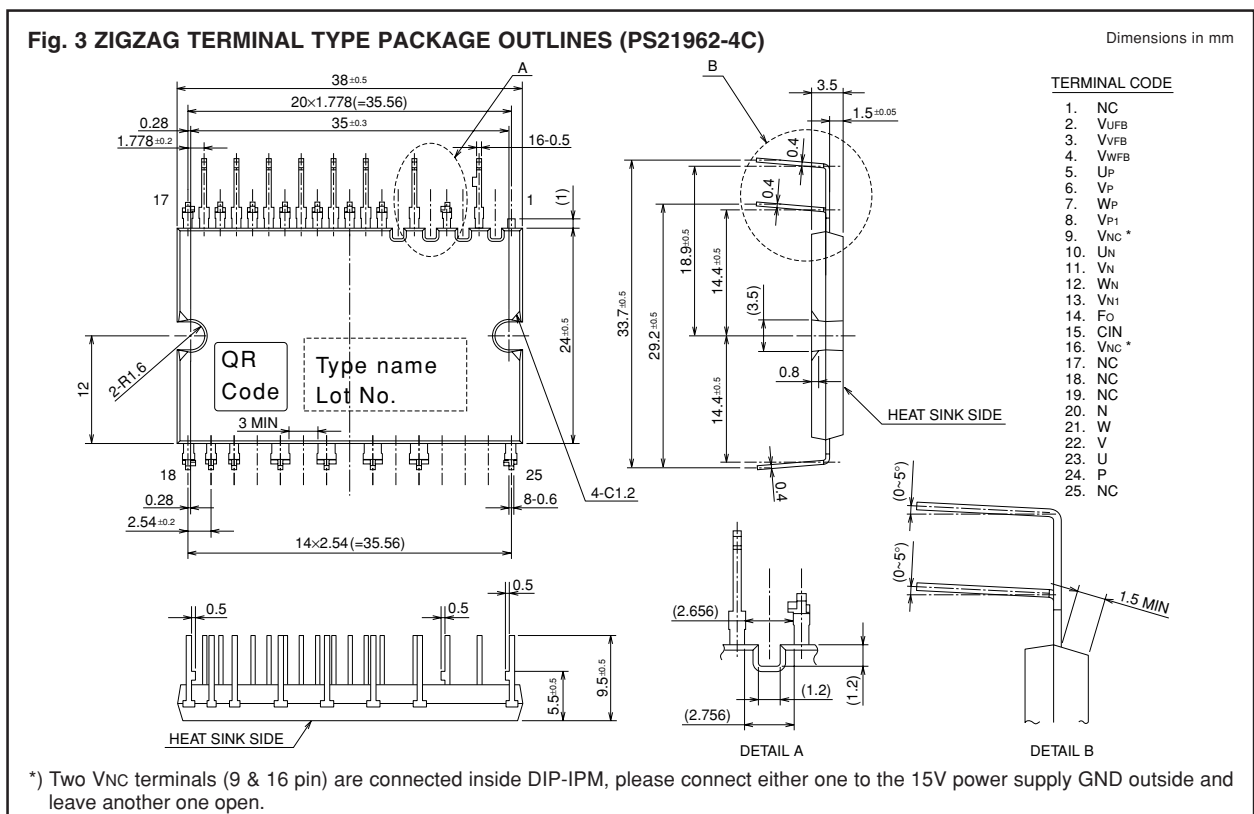 Fig. 3 ZIGZAG TERMINAL TYPE PACKAGE OUTLINES (PS21962-4C)
Dimensions in mm
38±0.5
20×1.778(=35.56)
0.28
35±0.3
1.778±0.2
16-0.5
A
17
1
(1)
QR
Code
Type name
Lot No.
2-R1.6
12
24±0.5
3 MIN
18
25
0.28
2.54±0.2
14×2.54(=35.56)
8-0.6
4-C1.2
B
3.5
1.5±0.05
0.4
0.4
18.9±0.5
14.4±0.5
33.7±0.5
29.2±0.5
(3.5)
0.8
14.4±0.5
0.4
HEAT SINK SIDE
TERMINAL CODE
1. NC
2. VUFB
3. VVFB
4. VWFB
5. UP
6. VP
7. WP
8. VP1
9. VNC *
10. UN
11. VN
12. WN
13. VN1
14. FO
15. CIN
16. VNC *
17. NC
18. NC
19. NC
20. N
21. W
22. V
23. U
24. P
25. NC
0.5
0.5
0.5
5.5±0.5
9.5±0.5
HEAT SINK SIDE
(2.656)
(1.2)
(1.2)
(2.756)
DETAIL A
(0~5°)
(0~5°)
1.5 MIN
DETAIL B
*) Two VNC terminals (9 & 16 pin) are connected inside DIP-IPM, please connect either one to the 15V power supply GND outside and
leave another one open.